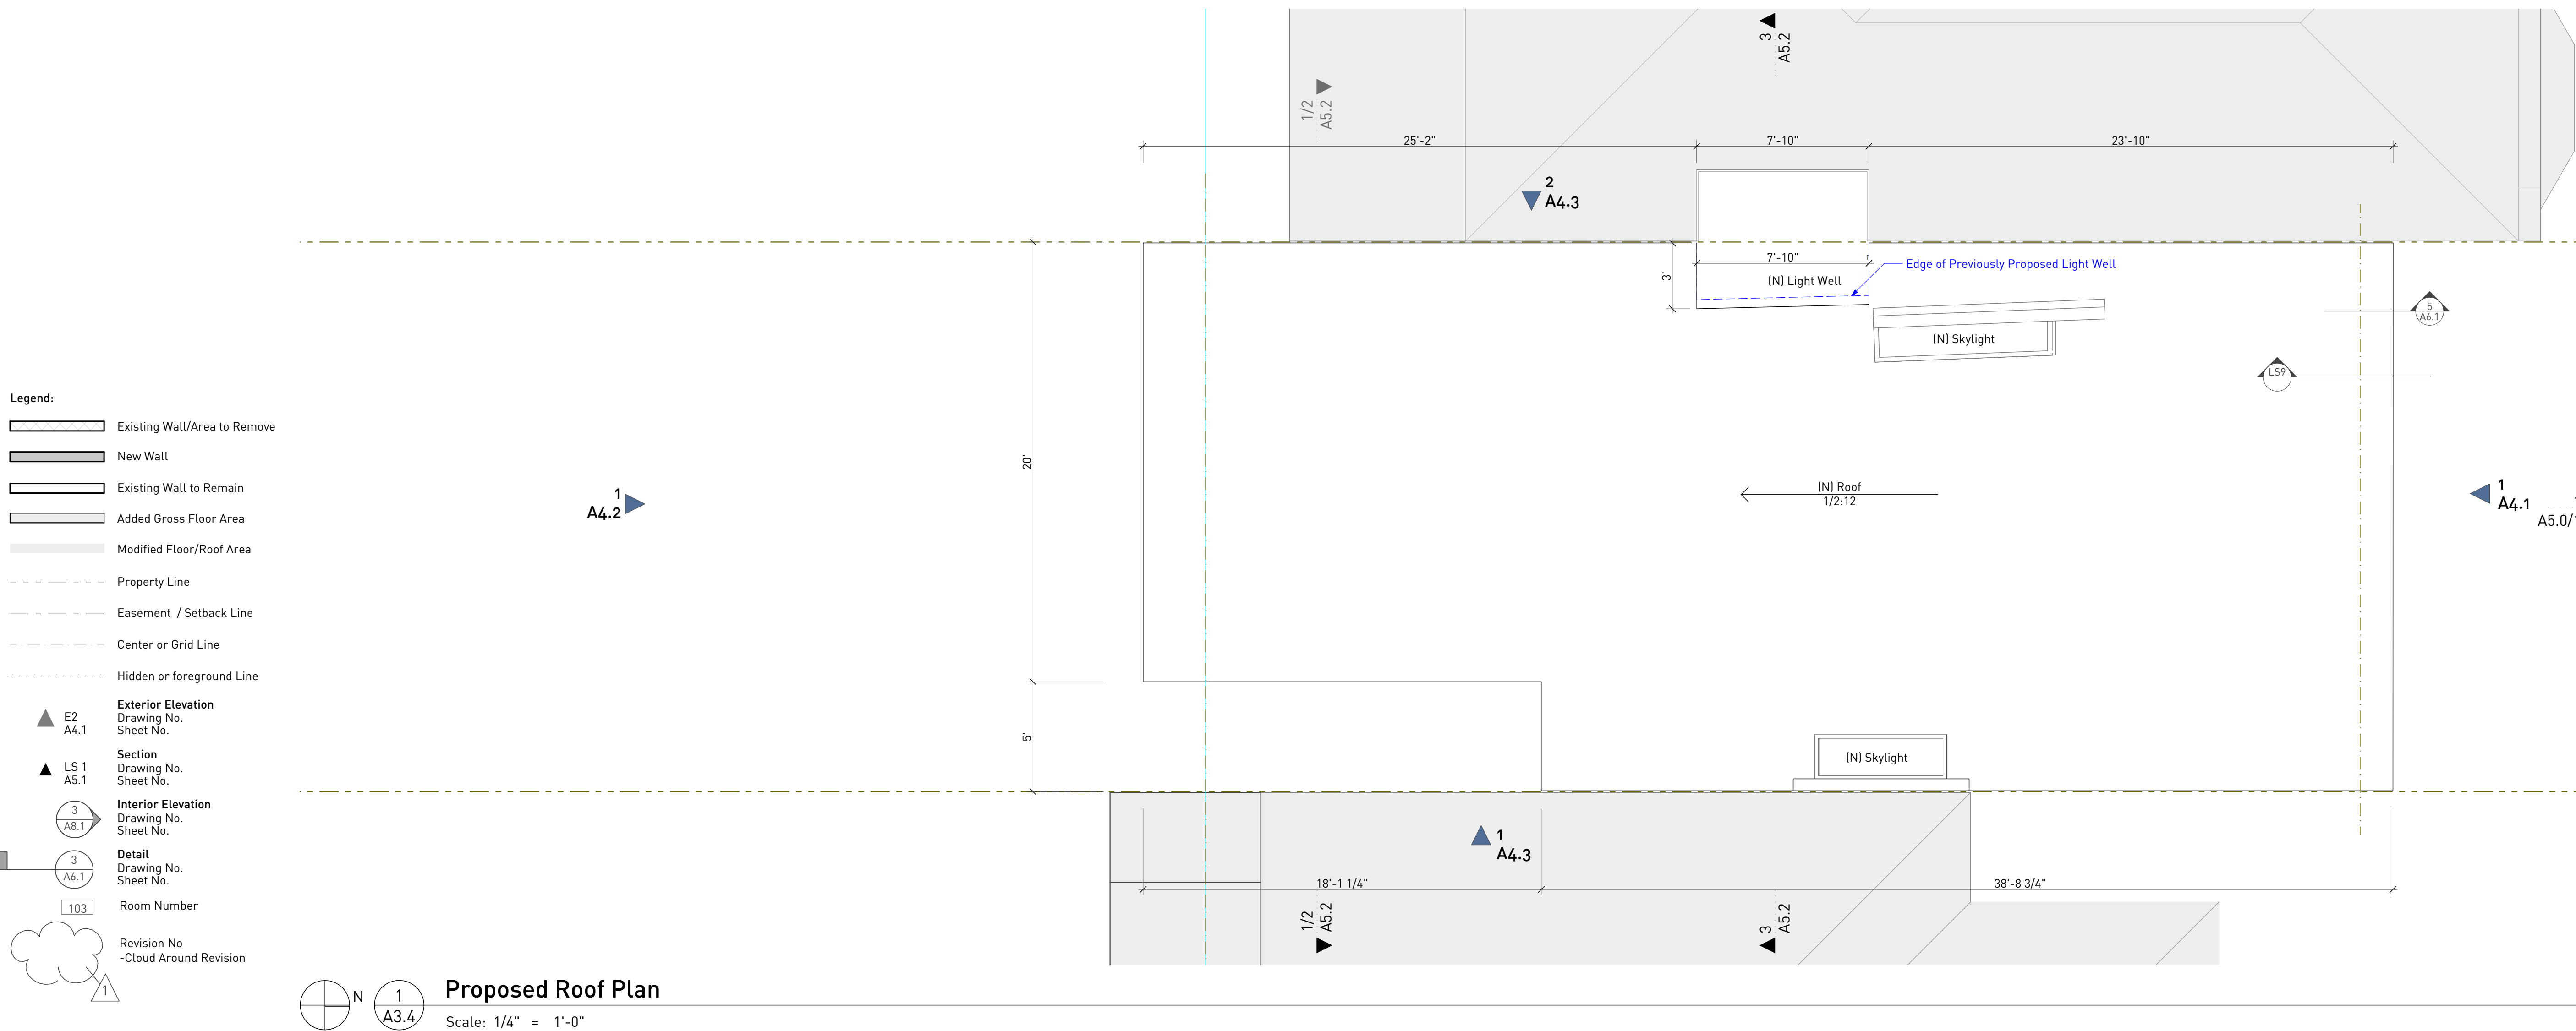 3
A5.2
1/2
A5.2
25'-2"
7'-10"
23'-10"
2
A4.3
7'-10"
Edge of Previously Proposed Light Well
3'
(N) Light Well
5
A6.1
(N) Skylight
LS9
Legend:
Existing Wall/Area to Remove
New Wall
Existing Wall to Remain
Added Gross Floor Area
Modified Floor/Roof Area
Property Line
Easement / Setback Line
Center or Grid Line
Hidden or foreground Line
E2
A4.1
Exterior Elevation
Drawing No.
Sheet No.
LS 1
A5.1
Section
Drawing No.
Sheet No.
3
A8.1
Interior Elevation
Drawing No.
Sheet No.
3
A6.1
Detail
Drawing No.
Sheet No.
103
Room Number
Revision No
-Cloud Around Revision
1
20'
1
A4.2
(N) Roof
1/2:12
1
A4.1
A5.0/
5'
(N) Skylight
1
A4.3
18'-1 1/4"
38'-8 3/4"
1/2
A5.2
3
A5.2
N
1
A3.4
Proposed Roof Plan
Scale: 1/4" = 1'-0"